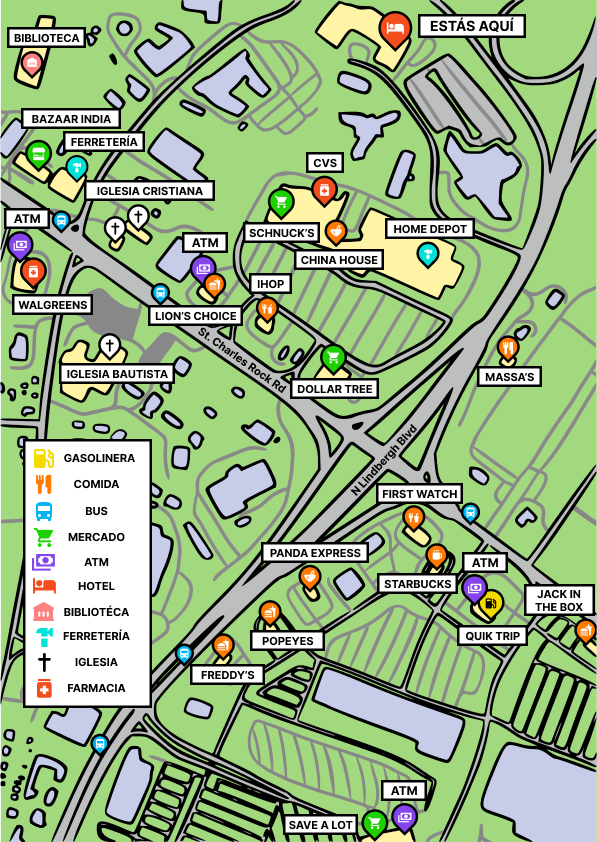 ESTÁS AQUÍ
BIBLIOTECA
BAZAAR INDIA
FERRETERÍA
CVS
IGLESIA CRISTIANA
ATM
SCHNUCK'S
HOME DEPOT
ATM
CHINA HOUSE
IHOP
WALGREENS
LION'S CHOICE
St. Charles Rock Rd
IGLESIA BAUTISTA
DOLLAR TREE
MASSA'S
N Lindbergh Blvd
GASOLINERA
COMIDA
BUS
MERCADO
ATM
HOTEL
BIBLIOTÉCA
FERRETERÍA
IGLESIA
FARMACIA
FIRST WATCH
PANDA EXPRESS
ATM
STARBUCKS
JACK IN
THE BOX
POPEYES
QUIK TRIP
FREDDY'S
ATM
SAVE A LOT